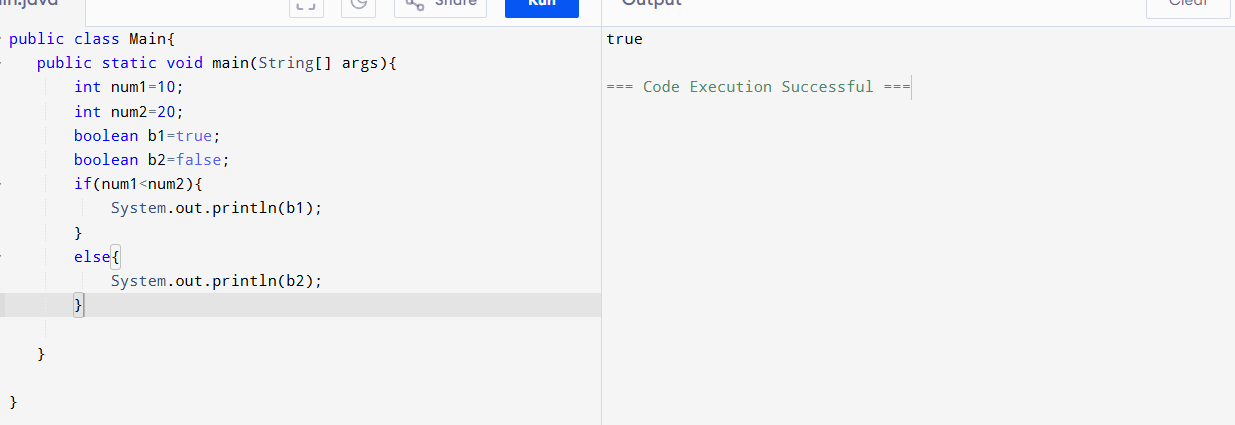 Share
Run
Output
Clear
public class Main{
public static void main(String[] args){
int num1=10;
int num2=20;
boolean b1=true;
boolean b2=false;
if(num1<num2){
System.out.println(b1);
}
else{
System.out.println(b2);
}
}
}
true
=== Code Execution Successful ===